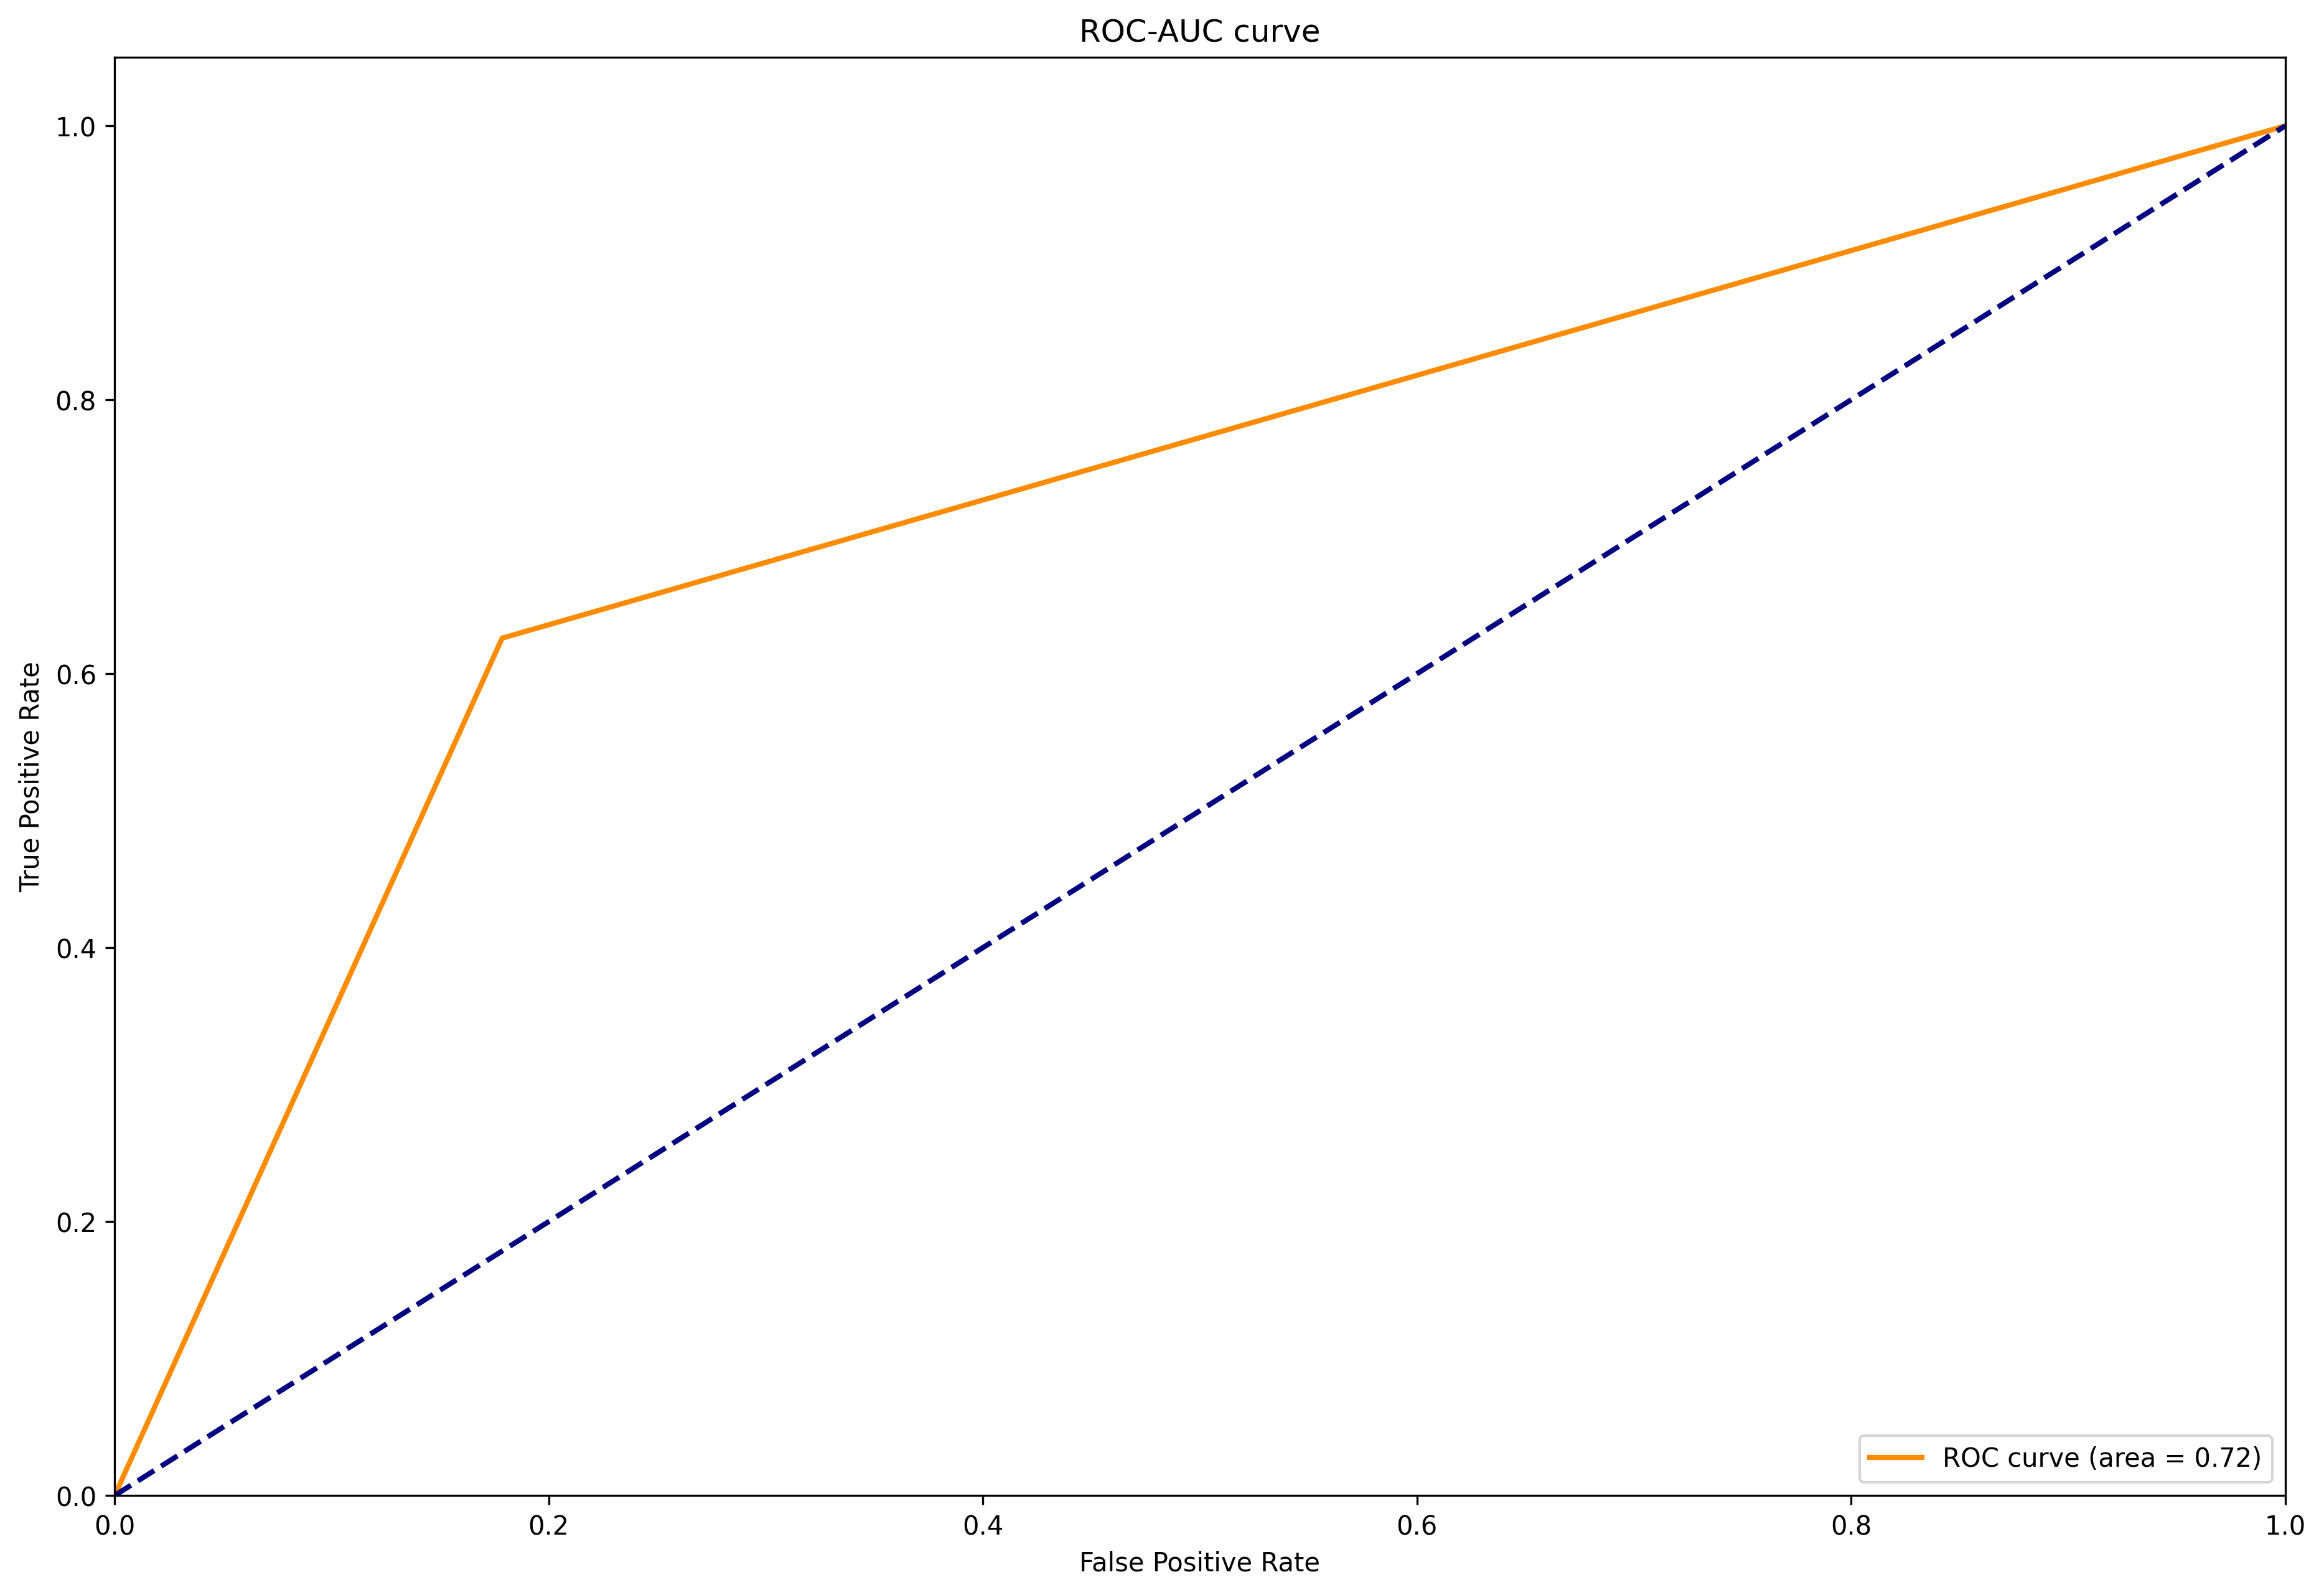 ROC-AUC curve
True Positive Rate
1.0
0.8
0.6
0.4
0.2
0.0
ROC curve (area = 0.72)
0.0 0.2 0.4 0.6 0.8 1.0
False Positive Rate